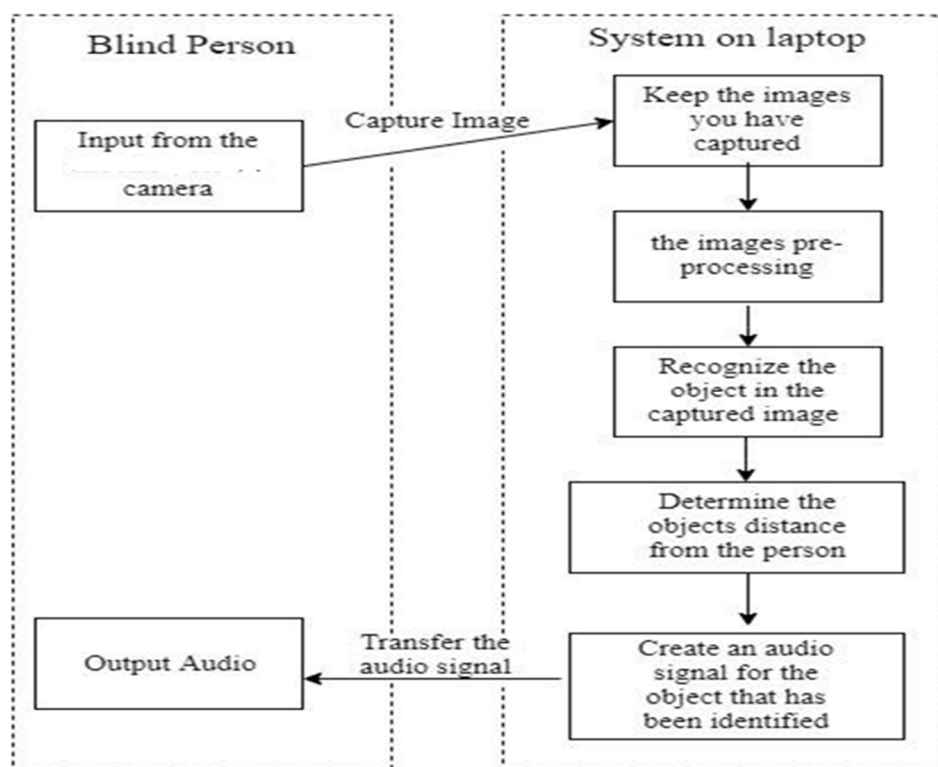 Blind Person
Input from the
camera
Capture Image
System on laptop
Keep the images
you have
captured
the images pre-
processing
Recognize the
object in the
captured image
Determine the
objects distance
from the person
Create an audio
signal for the
object that has
been identified
Transfer the
audio signal
Output Audio